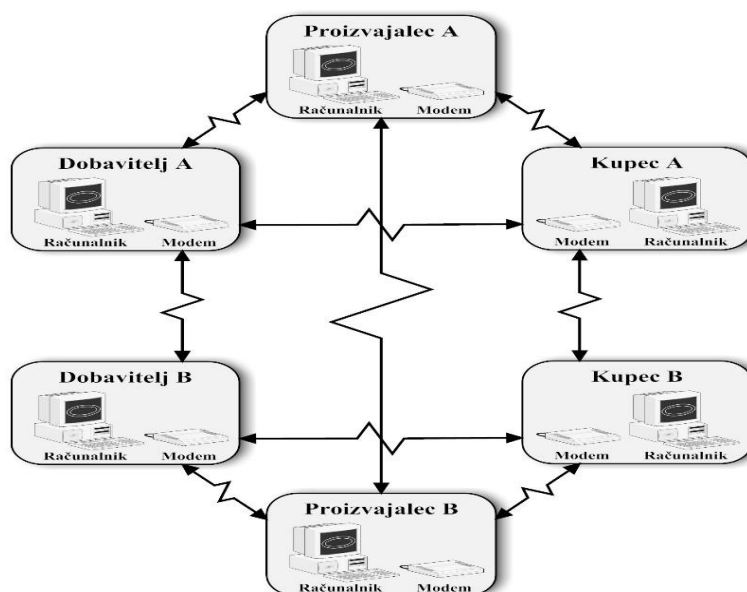 Proizvajalec A
Računalnik Modem
Dobavitelj A
Računalnik Modem
Kupec A
Modem Računalnik
Dobavitelj B
Računalnik Modem
Kupec B
Modem Računalnik
Proizvajalec B
Računalnik Modem